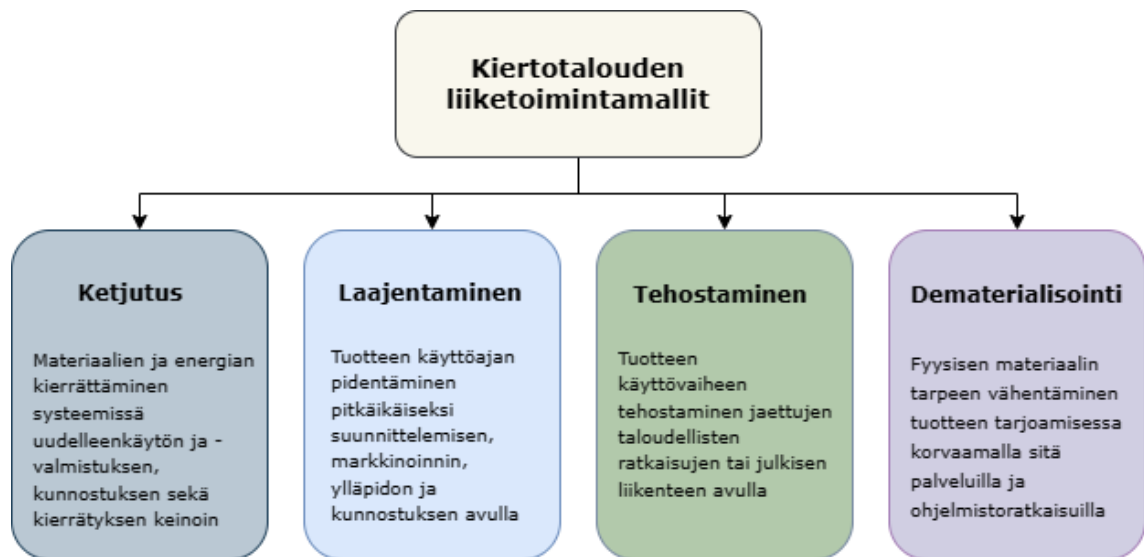 Kiertotalouden
liiketoimintamallit
Ketjutus
Materiaalien ja energian
kierrättäminen
systeemissä
uudelleenkäytön ja -
valmistuksen,
kunnostuksen sekä
kierrätyksen keinoin
Laajentaminen
Tuotteen käyttöajan
pidentäminen
pitkäikäiseksi
suunnittelemisen,
markkinoinnin,
ylläpidon ja
kunnostuksen avulla
Tehostaminen
Tuotteen
käyttövaiheen
tehostaminen jaettujen
taloudellisten
ratkaisujen tai julkisen
liikenteen avulla
Dematerialisointi
Fyysisen materiaalin
tarpeen vähentäminen
tuotteen tarjoamisessa
korvaamalla sitä
palveluilla ja
ohjelmistoratkaisuilla